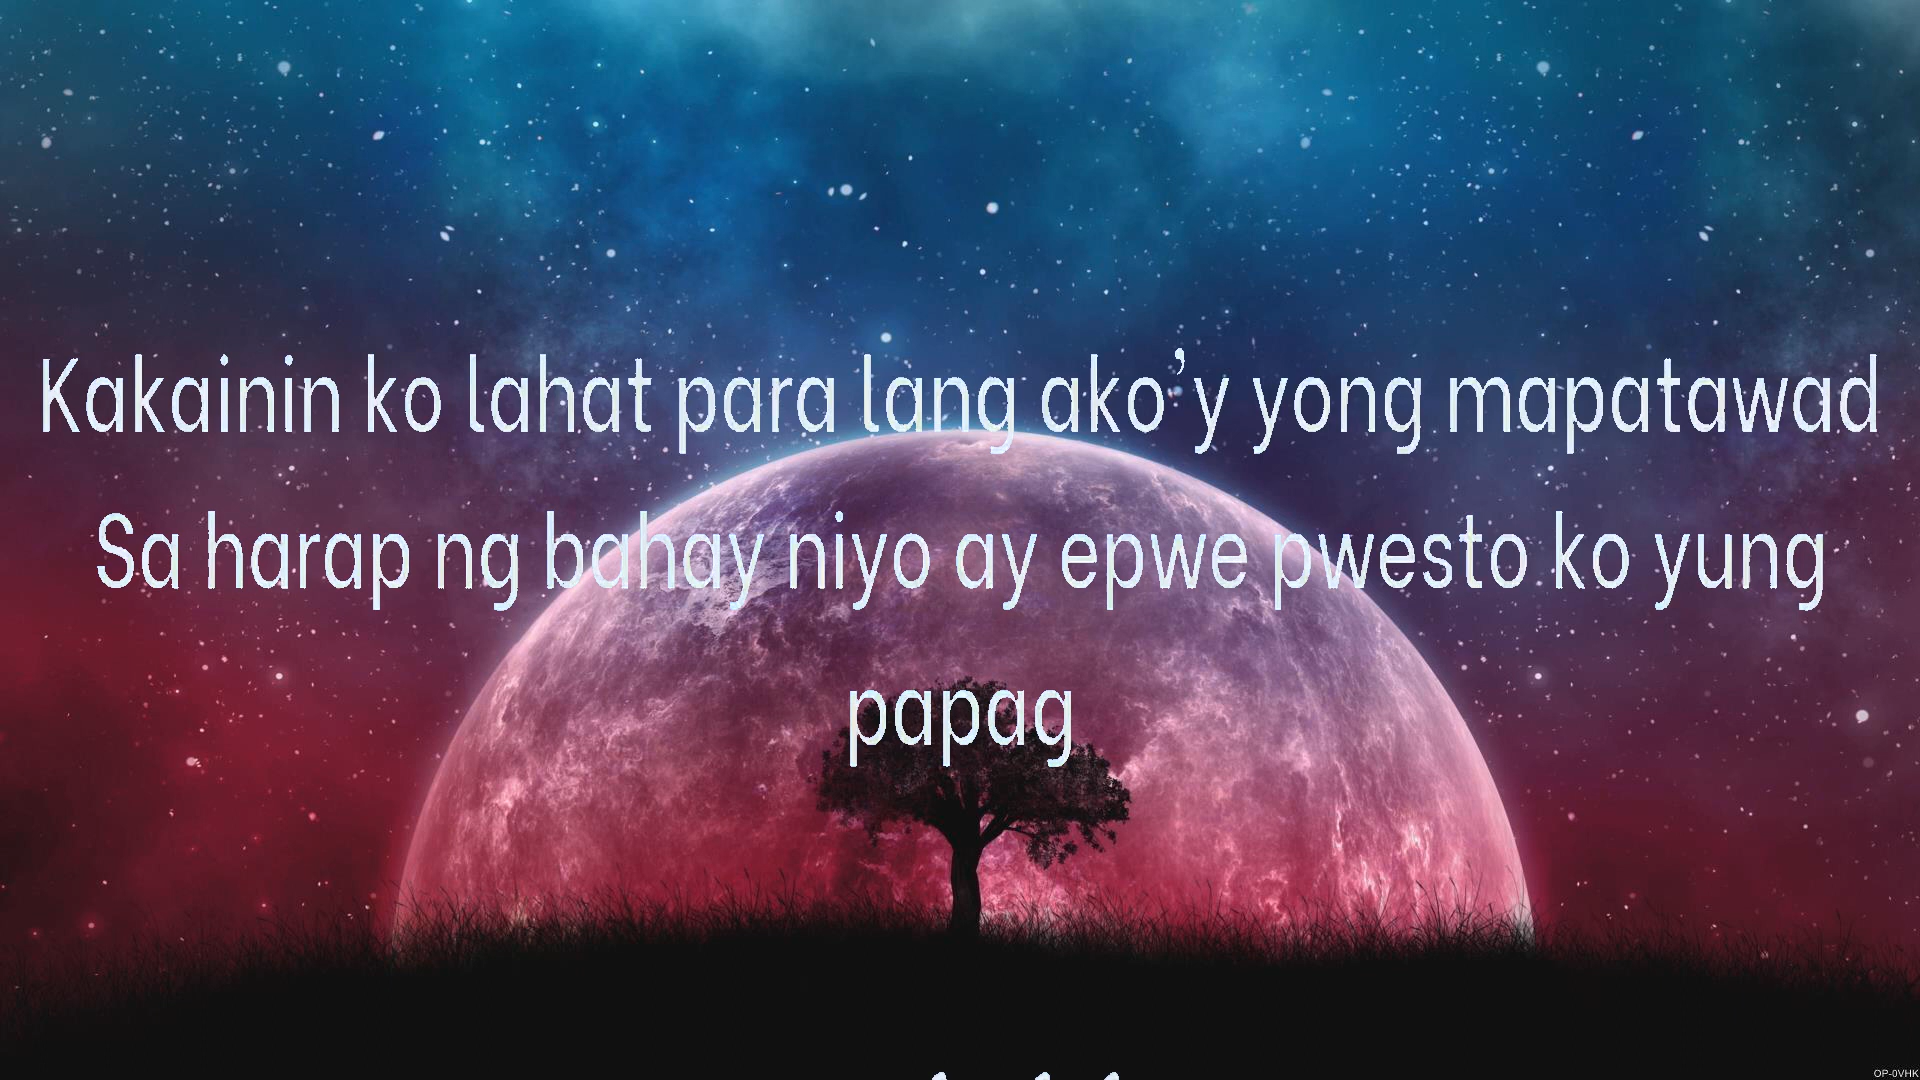 Kakainin ko lahat para lang ako’y yong mapatawad
Sa harap ng bahay niyo ay epwe pwesto ko yung
papag
OP-0VHK